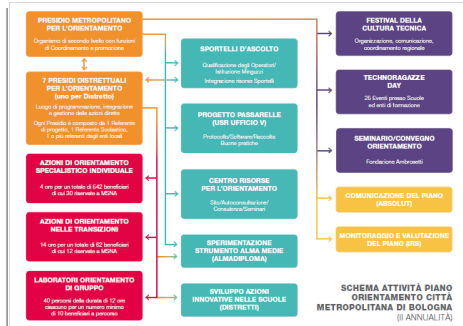 PRESIDIO METROPOLITANO
PER L'ORIENTAMENTO
Organismo di secondo livello con funzioni
di Coordinamento e promozione
7 PRESIDI DISTRETTUALI
PER L'ORIENTAMENTO
(uno per Distretto)
Luogo di programmazione, integrazione
e gestione delle azioni dirette
Ogni Presidio è composto da 1 Referente
di progetto, 1 Referente Scolastico,
1 o più referenti degli enti locali
AZIONI DI ORIENTAMENTO
SPECIALISTICO INDIVIDUALE
4 ore per un totale di 642 beneficiari
di cui 30 riservate a MSNA
AZIONI DI ORIENTAMENTO
NELLE TRANSIZIONI
14 ore per un totale di 62 beneficiari
di cui 12 riservate a MSNA
LABORATORI ORIENTAMENTO
DI GRUPPO
40 percorsi della durata di 12 ore
ciascuno per un numero minimo
di 10 beneficiari a percorso
SPORTELLI D'ASCOLTO
Qualificazione degli Operatori/
Istituzione Minguzzi
Integrazione risorse Sportelli
PROGETTO PASSARELLE
(USR UFFICIO V)
Protocollo/Software/Raccolta
Buone pratiche
CENTRO RISORSE
PER L'ORIENTAMENTO
Sito/Autoconsultazione/
Consulenza/Seminari
SPERIMENTAZIONE
STRUMENTO ALMA MEDIE
(ALMADIPLOMA)
SVILUPPO AZIONI
INNOVATIVE NELLE SCUOLE
(DISTRETTI)
FESTIVAL DELLA
CULTURA TECNICA
Organizzazione, comunicazione,
coordinamento regionale
TECHNORAGAZZE
DAY
25 Eventi presso Scuole
ed enti di formazione
SEMINARIO/CONVEGNO
ORIENTAMENTO
Fondazione Ambrosetti
COMUNICAZIONE DEL PIANO
(ABSOLUT)
MONITORAGGIO E VALUTAZIONE
DEL PIANO (IRS)
SCHEMA ATTIVITÀ PIANO
ORIENTAMENTO CITTÀ
METROPOLITANA DI BOLOGNA
(II ANNUALITÀ)